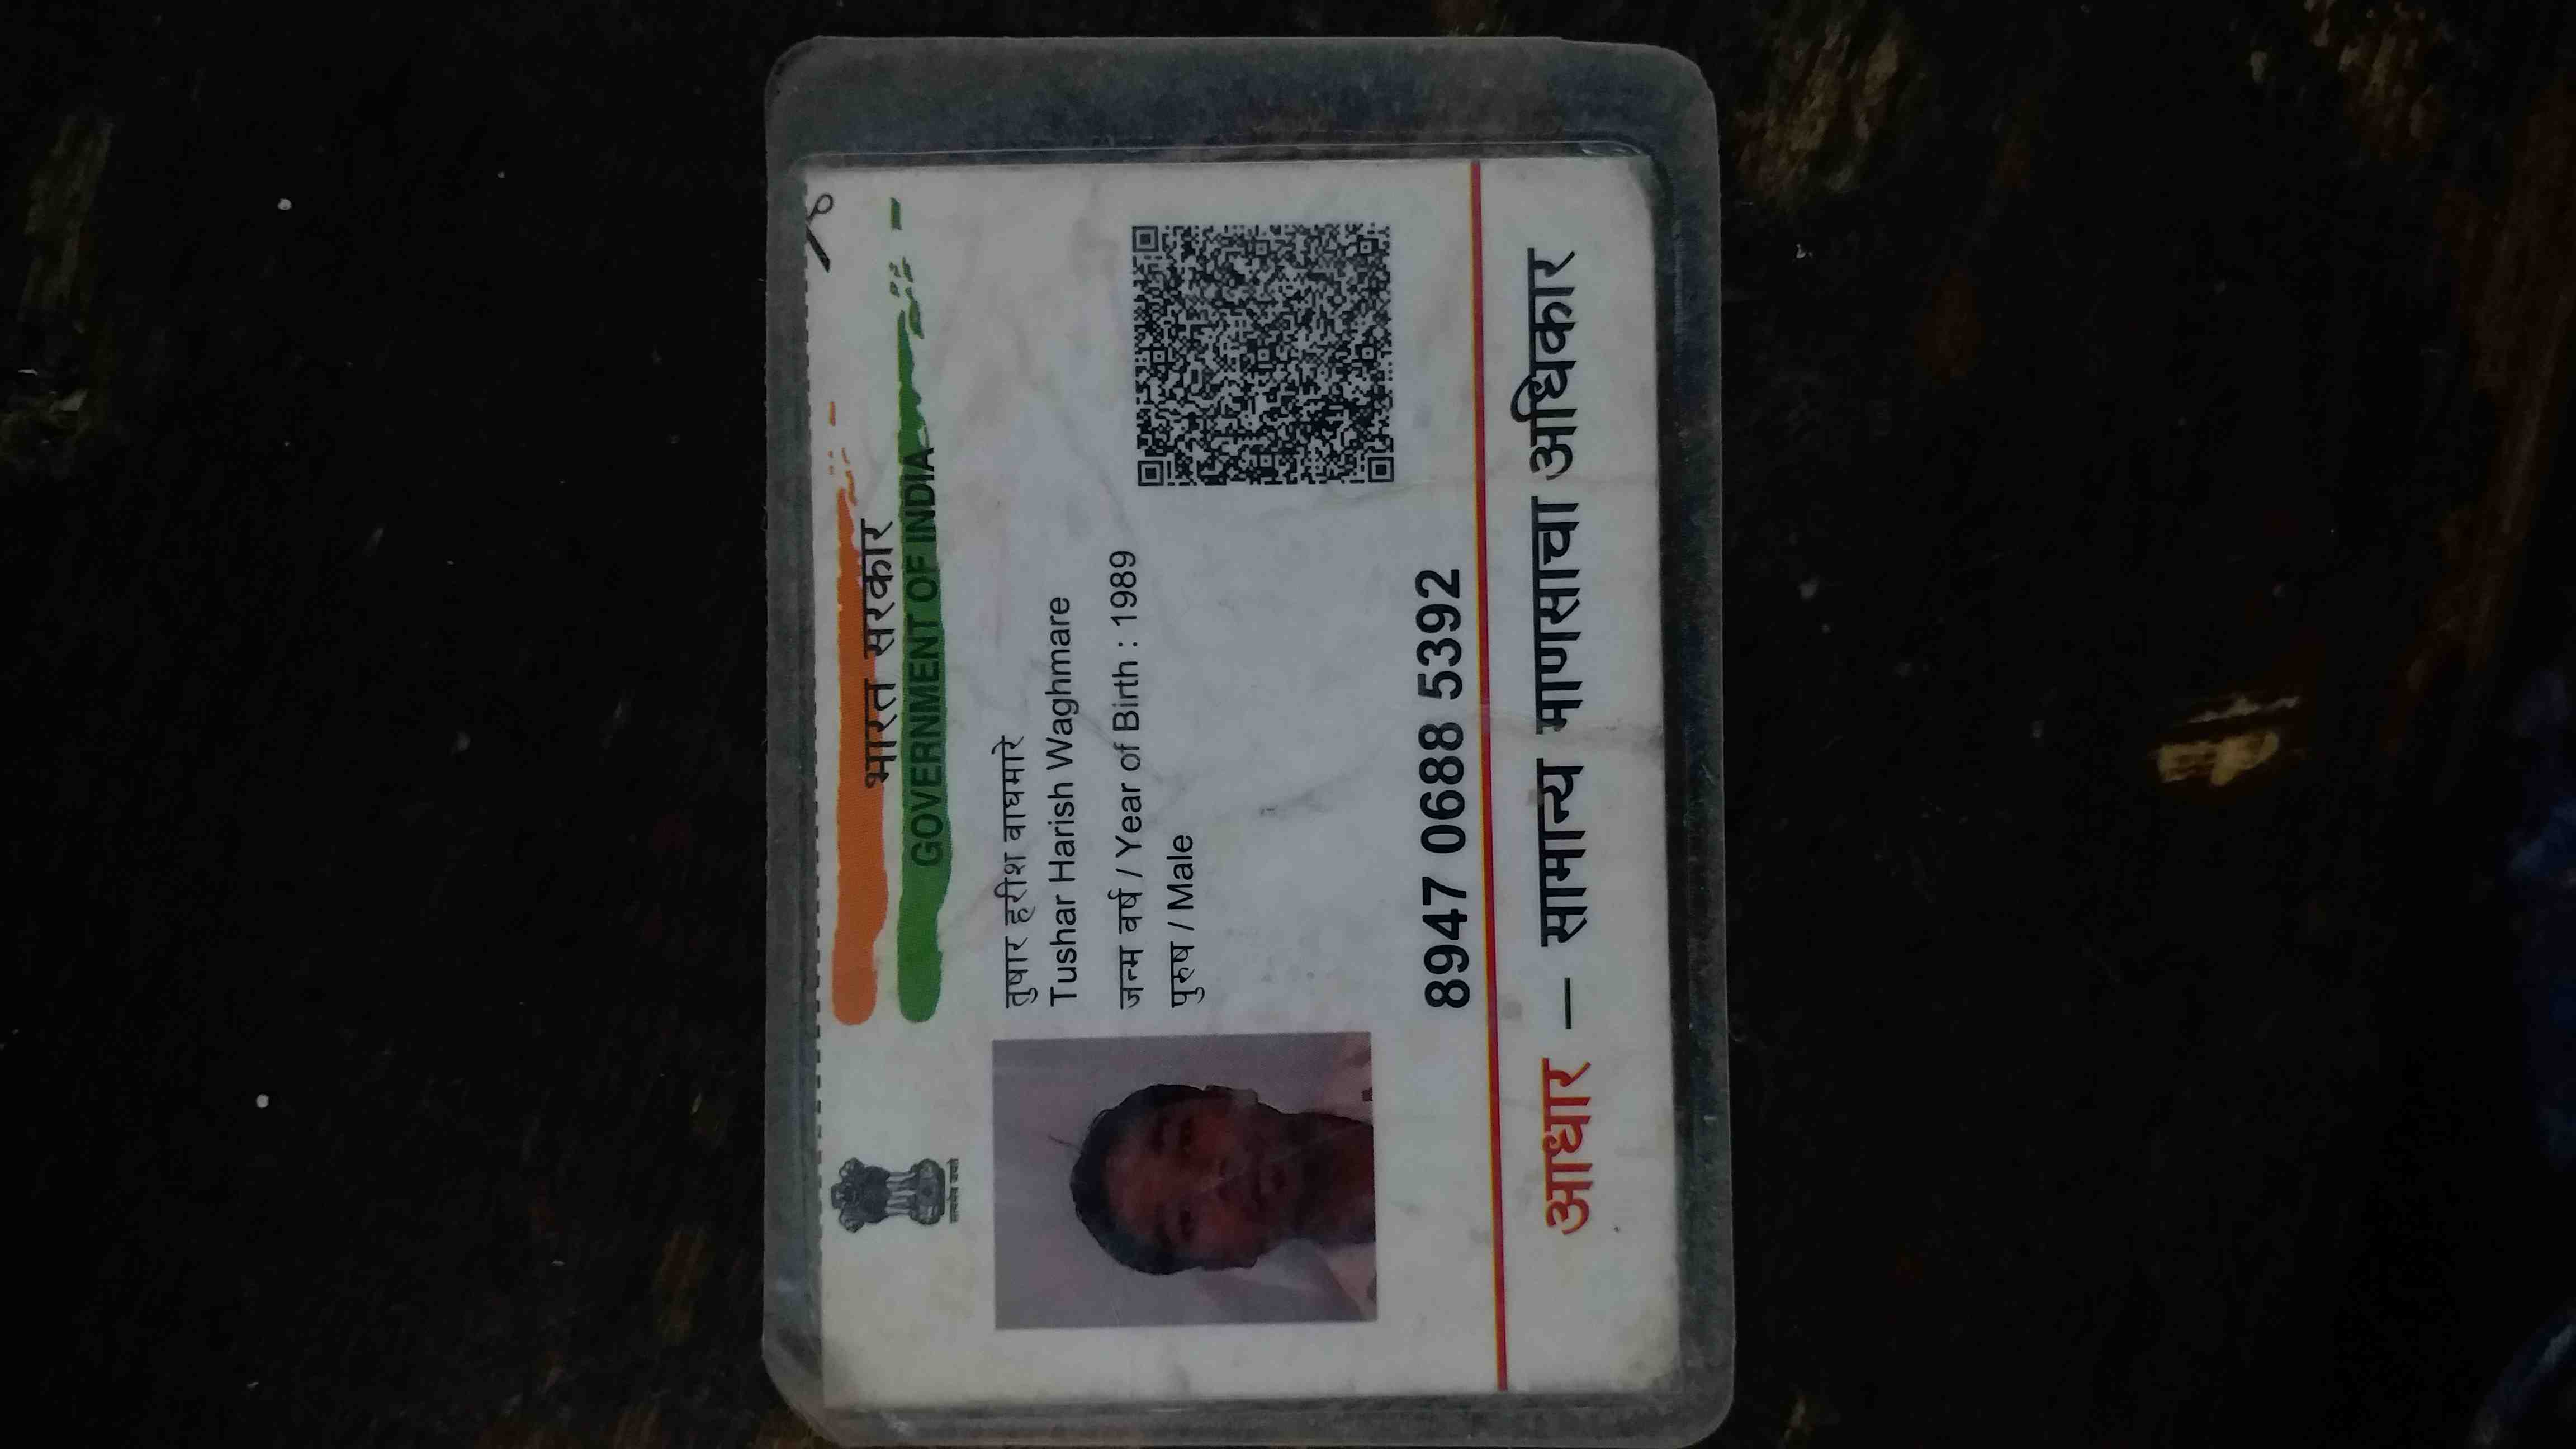 भारत सरकार
GOVERNMENT OF INDIA
तुषार हरीश वाघमारे
Tushar Harish Waghmare
जन्म वर्ष / Year of Birth : 1989
पुरुष / Male
8947 0688 5392
आधार – सामान्य माणसाचा अधिकार
सत्यमेव जयते